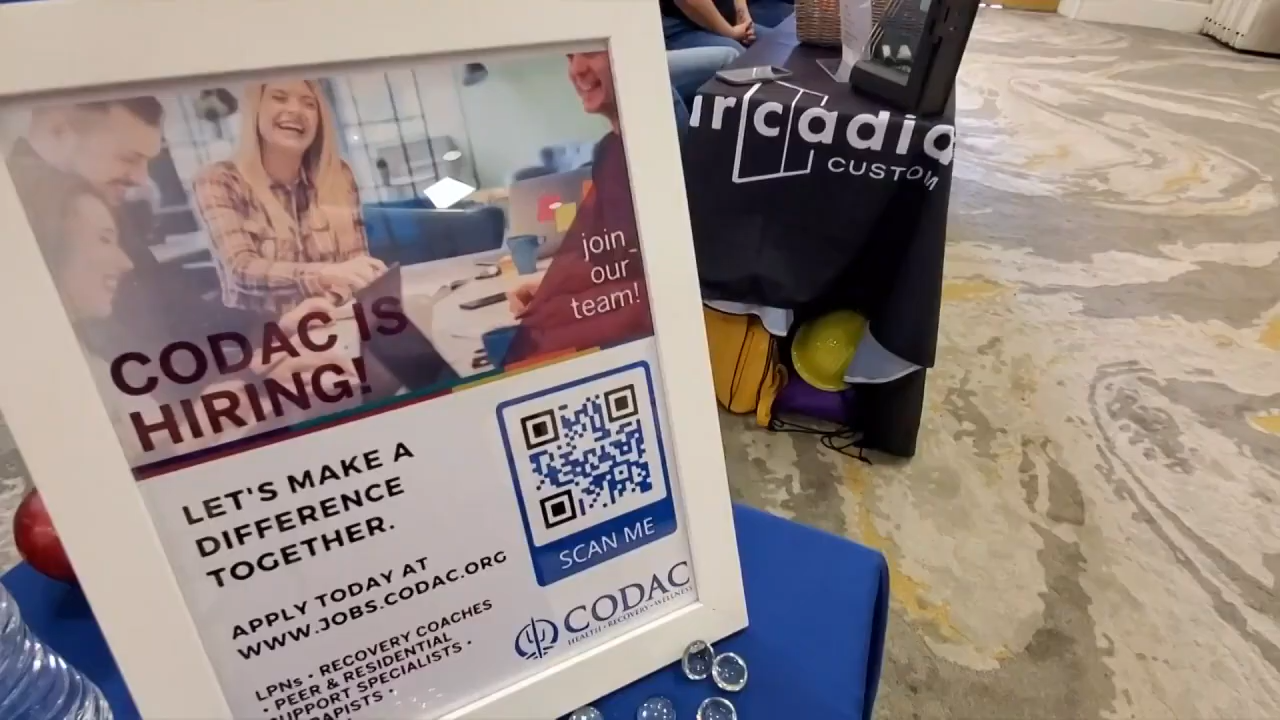 join
our
team!
CODAC IS
HIRING!
LET'S MAKE A
DIFFERENCE
TOGETHER.
APPLY TODAY AT
WWW.JOBS.CODAC.ORG
LPNs • RECOVERY COACHES
• PEER & RESIDENTIAL
SUPPORT SPECIALISTS •
SCAN ME
CODAC
HEALTH • RECOVERY • WELLNESS
arcádia
CUSTOM